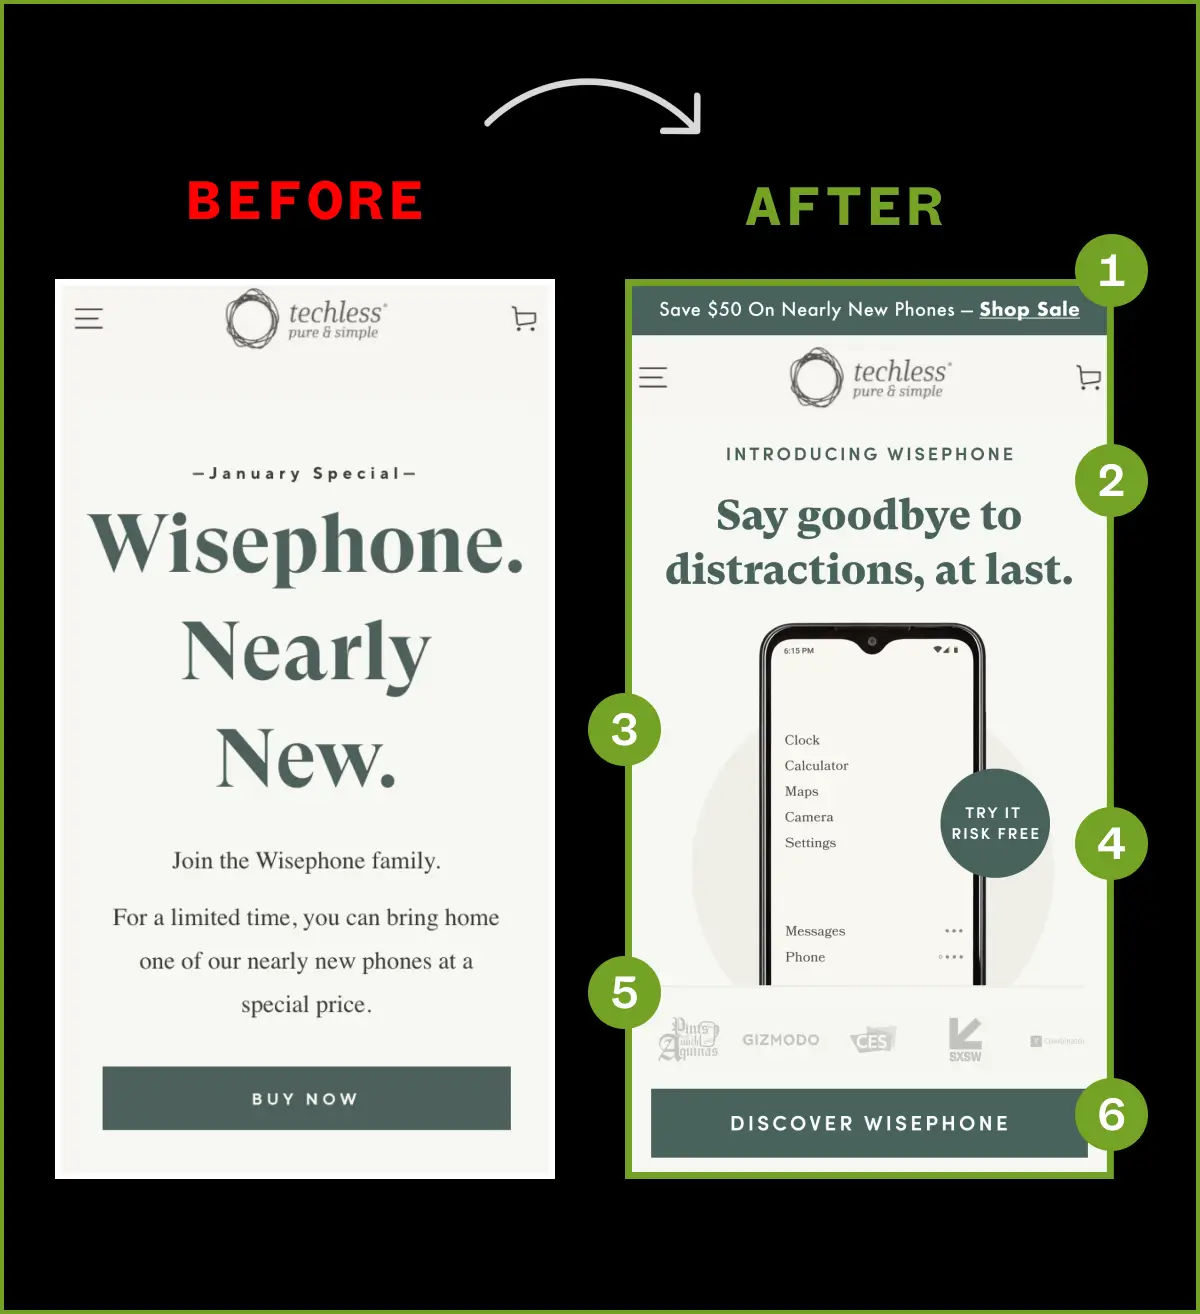 BEFORE
techless®
pure & simple
–January Special–
Wisephone.
Nearly
New.
Join the Wisephone family.
For a limited time, you can bring home
one of our nearly new phones at a
special price.
BUY NOW
AFTER
1
Save $50 On Nearly New Phones – Shop Sale
techless®
pure & simple
INTRODUCING WISEPHONE
2
Say goodbye to
distractions, at last.
6:15 PM
3
Clock
Calculator
Maps
Camera
Settings
TRY IT
RISK FREE
4
Messages
Phone
5
Pints
with
Aquinas
GIZMODO
CES
SXSW
6
DISCOVER WISEPHONE